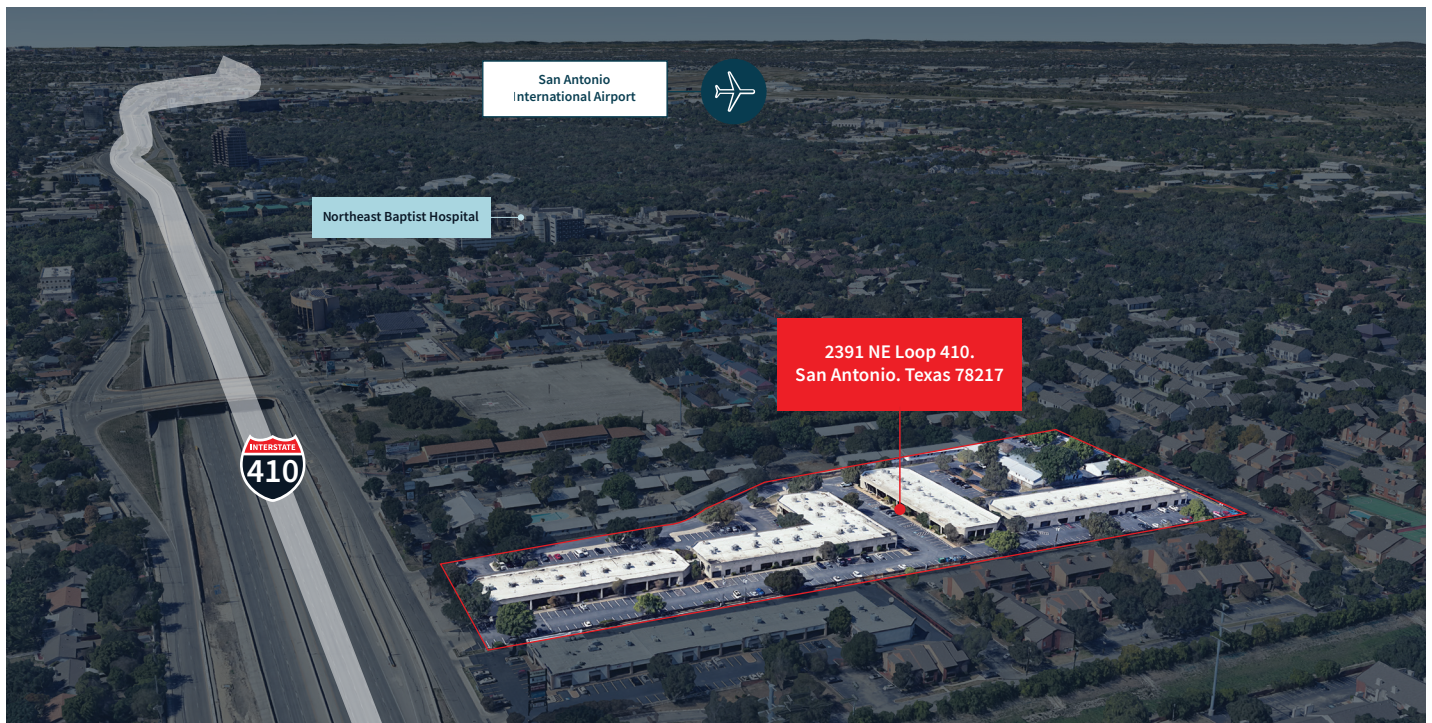 San Antonio
International Airport
Northeast Baptist Hospital
2391 NE Loop 410.
San Antonio. Texas 78217
INTERSTATE
410